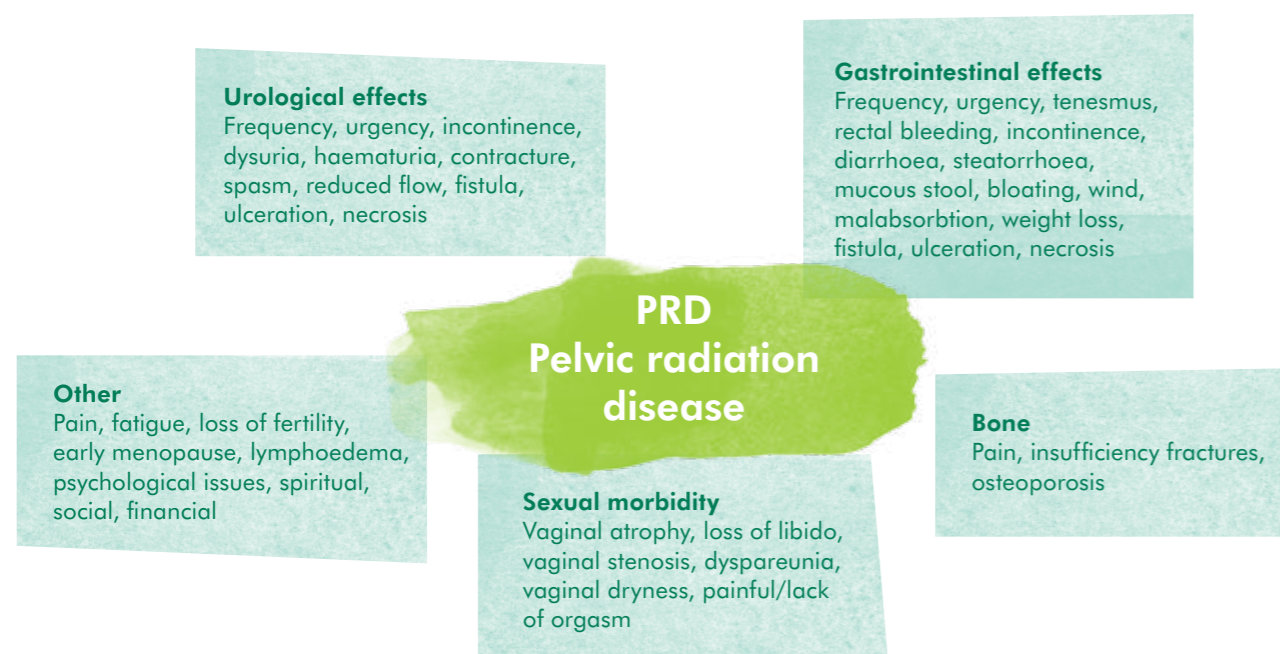 Urological effects
Frequency, urgency, incontinence,
dysuria, haematuria, contracture,
spasm, reduced flow, fistula,
ulceration, necrosis
Gastrointestinal effects
Frequency, urgency, tenesmus,
rectal bleeding, incontinence,
diarrhoea, steatorrhoea,
mucous stool, bloating, wind,
malabsorbtion, weight loss,
fistula, ulceration, necrosis
PRD
Pelvic radiation
disease
Other
Pain, fatigue, loss of fertility,
early menopause, lymphoedema,
psychological issues, spiritual,
social, financial
Sexual morbidity
Vaginal atrophy, loss of libido,
vaginal stenosis, dyspareunia,
vaginal dryness, painful/lack
of orgasm
Bone
Pain, insufficiency fractures,
osteoporosis